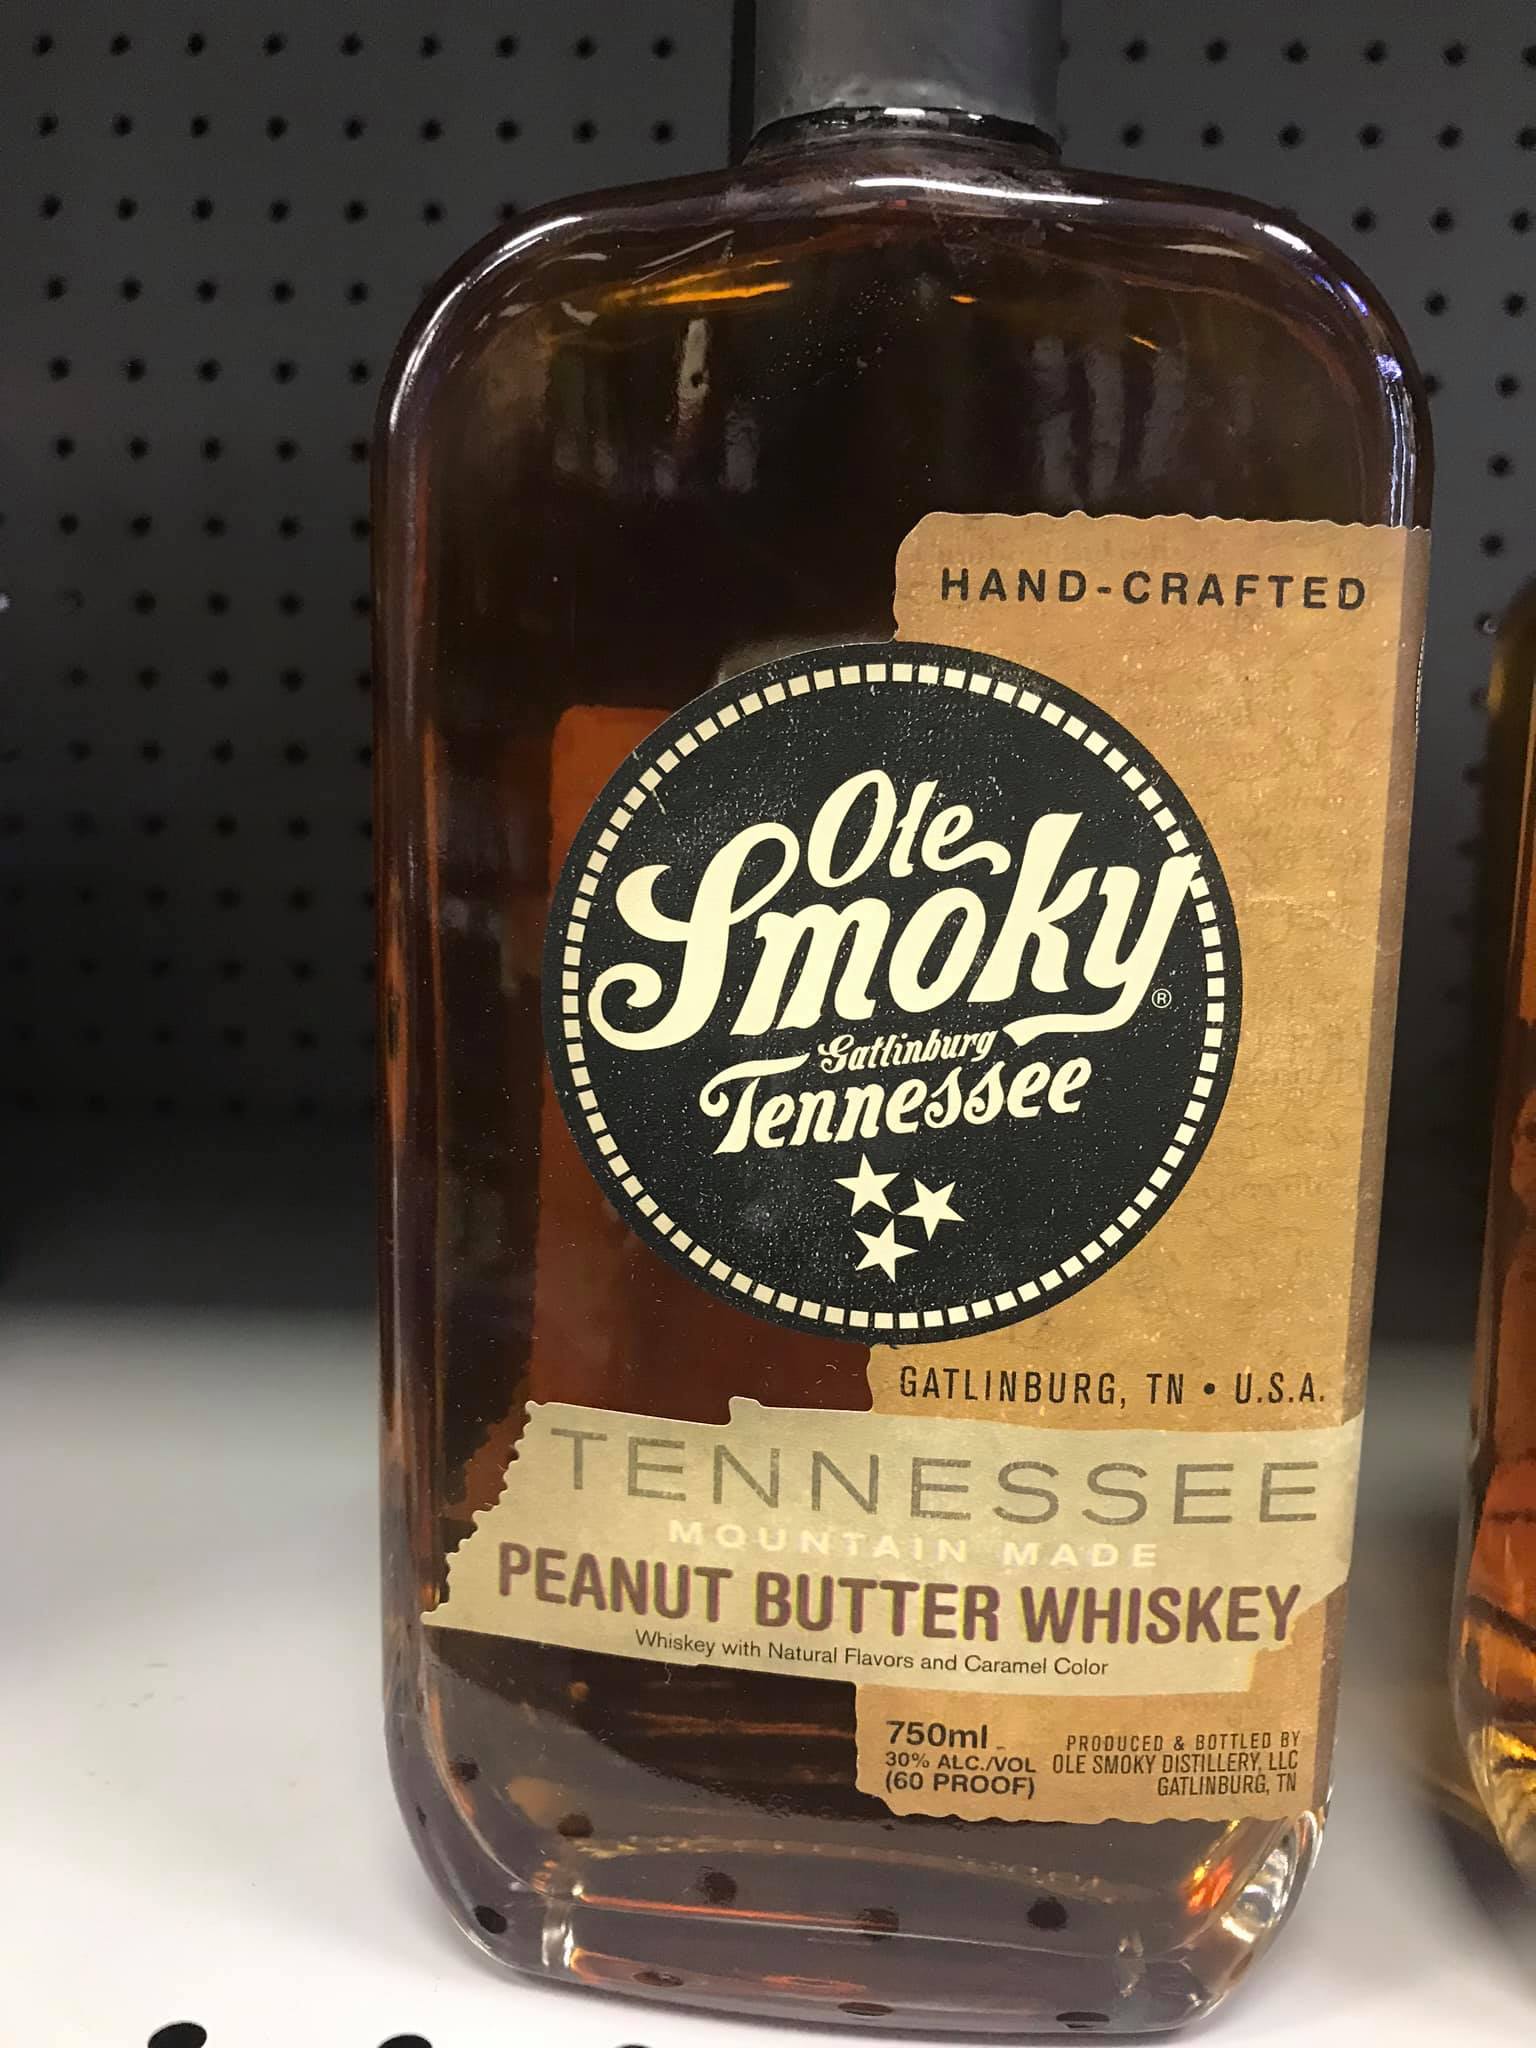 HAND-CRAFTED
Ole
Smoky®
Gatlinburg
Tennessee
GATLINBURG, TN • U.S.A.
TENNESSEE
MOUNTAIN MADE
PEANUT BUTTER WHISKEY
Whiskey with Natural Flavors and Caramel Color
750ml
30% ALC./VOL
(60 PROOF)
PRODUCED & BOTTLED BY
OLE SMOKY DISTILLERY, LLC
GATLINBURG, TN